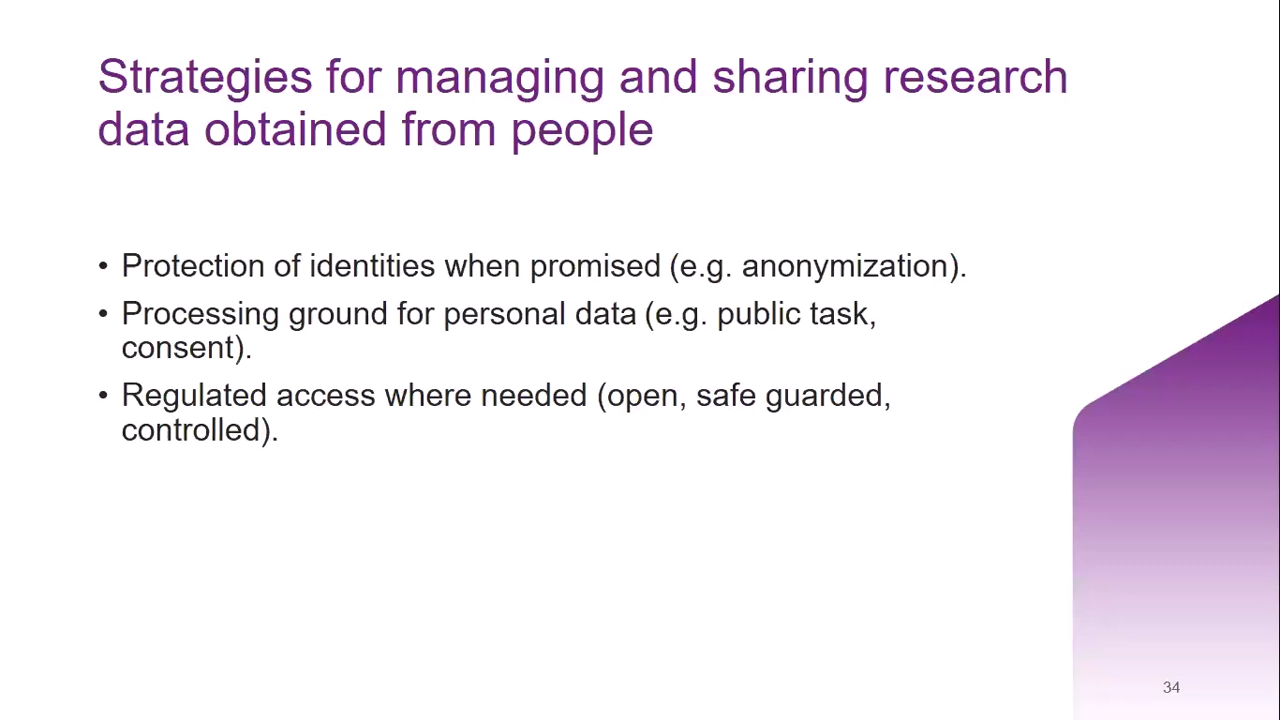 Strategies for managing and sharing research
data obtained from people
• Protection of identities when promised (e.g. anonymization).
• Processing ground for personal data (e.g. public task,
consent).
• Regulated access where needed (open, safe guarded,
controlled).
34